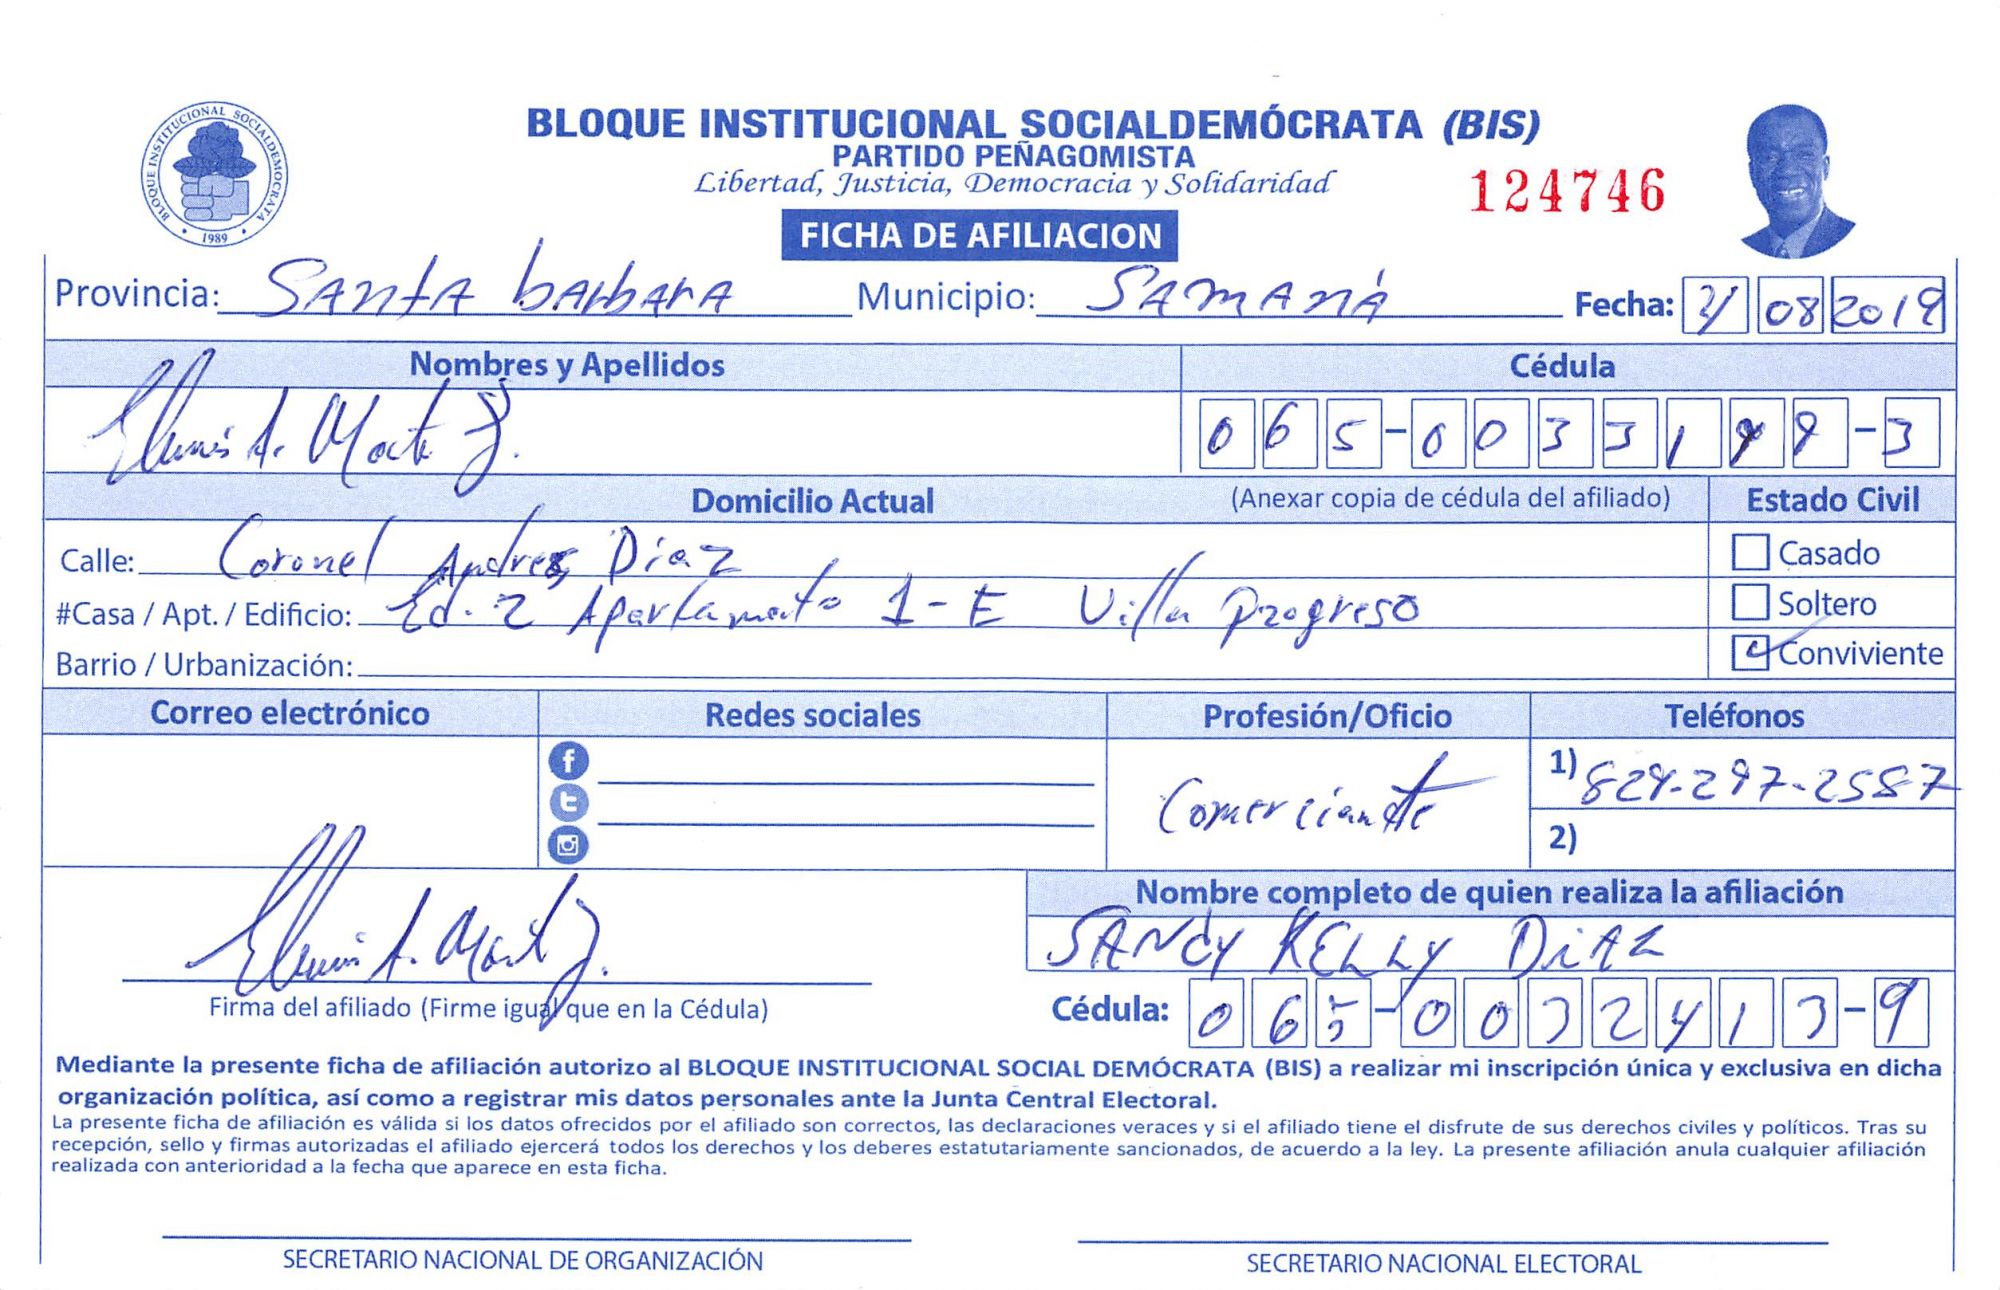 BLOQUE INSTITUCIONAL SOCIALDEMOCRATA
1989
BLOQUE INSTITUCIONAL SOCIALDEMÓCRATA (BIS)
PARTIDO PEÑAGOMISTA
Libertad, Justicia, Democracia y Solidaridad
124746
FICHA DE AFILIACION
Provincia: SANTA bARbARA Municipio: SAMANÁ Fecha: 08 2019
Nombres y Apellidos Cédula
A. 065-003319-3
Domicilio Actual (Anexar copia de cédula del afiliado) Estado Civil
Calle: Coronel Andres Diaz Casado
#Casa / Apt. / Edificio: Ed. 2 Apartamento 1-E Villa Progreso Soltero
Barrio / Urbanización: Conviviente
Correo electrónico Redes sociales Profesión/Oficio Teléfonos
Comerciante 1) 829-297-2587
2)
Nombre completo de quien realiza la afiliación
SANdy KELLY DiAZ
A.
Firma del afiliado (Firme igual que en la Cédula) Cédula: 065-0032413-9
Mediante la presente ficha de afiliación autorizo al BLOQUE INSTITUCIONAL SOCIAL DEMÓCRATA (BIS) a realizar mi inscripción única y exclusiva en dicha
organización política, así como a registrar mis datos personales ante la Junta Central Electoral.
La presente ficha de afiliación es válida si los datos ofrecidos por el afiliado son correctos, las declaraciones veraces y si el afiliado tiene el disfrute de sus derechos civiles y políticos. Tras su
recepción, sello y firmas autorizadas el afiliado ejercerá todos los derechos y los deberes estatutariamente sancionados, de acuerdo a la ley. La presente afiliación anula cualquier afiliación
realizada con anterioridad a la fecha que aparece en esta ficha.
SECRETARIO NACIONAL DE ORGANIZACIÓN SECRETARIO NACIONAL ELECTORAL